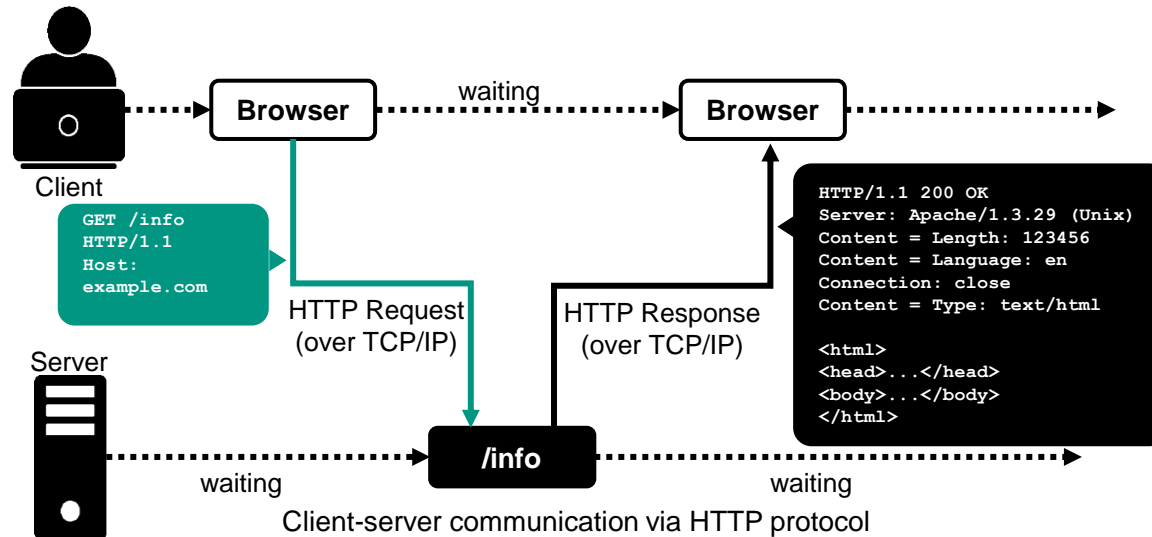 Browser
waiting
Browser
Client
GET /info
HTTP/1.1
Host:
example.com
HTTP/1.1 200 OK
Server: Apache/1.3.29 (Unix)
Content = Length: 123456
Content = Language: en
Connection: close
Content = Type: text/html
<html>
<head>...</head>
<body>...</body>
</html>
HTTP Request
(over TCP/IP)
HTTP Response
(over TCP/IP)
Server
/info
waiting
waiting
Client-server communication via HTTP protocol